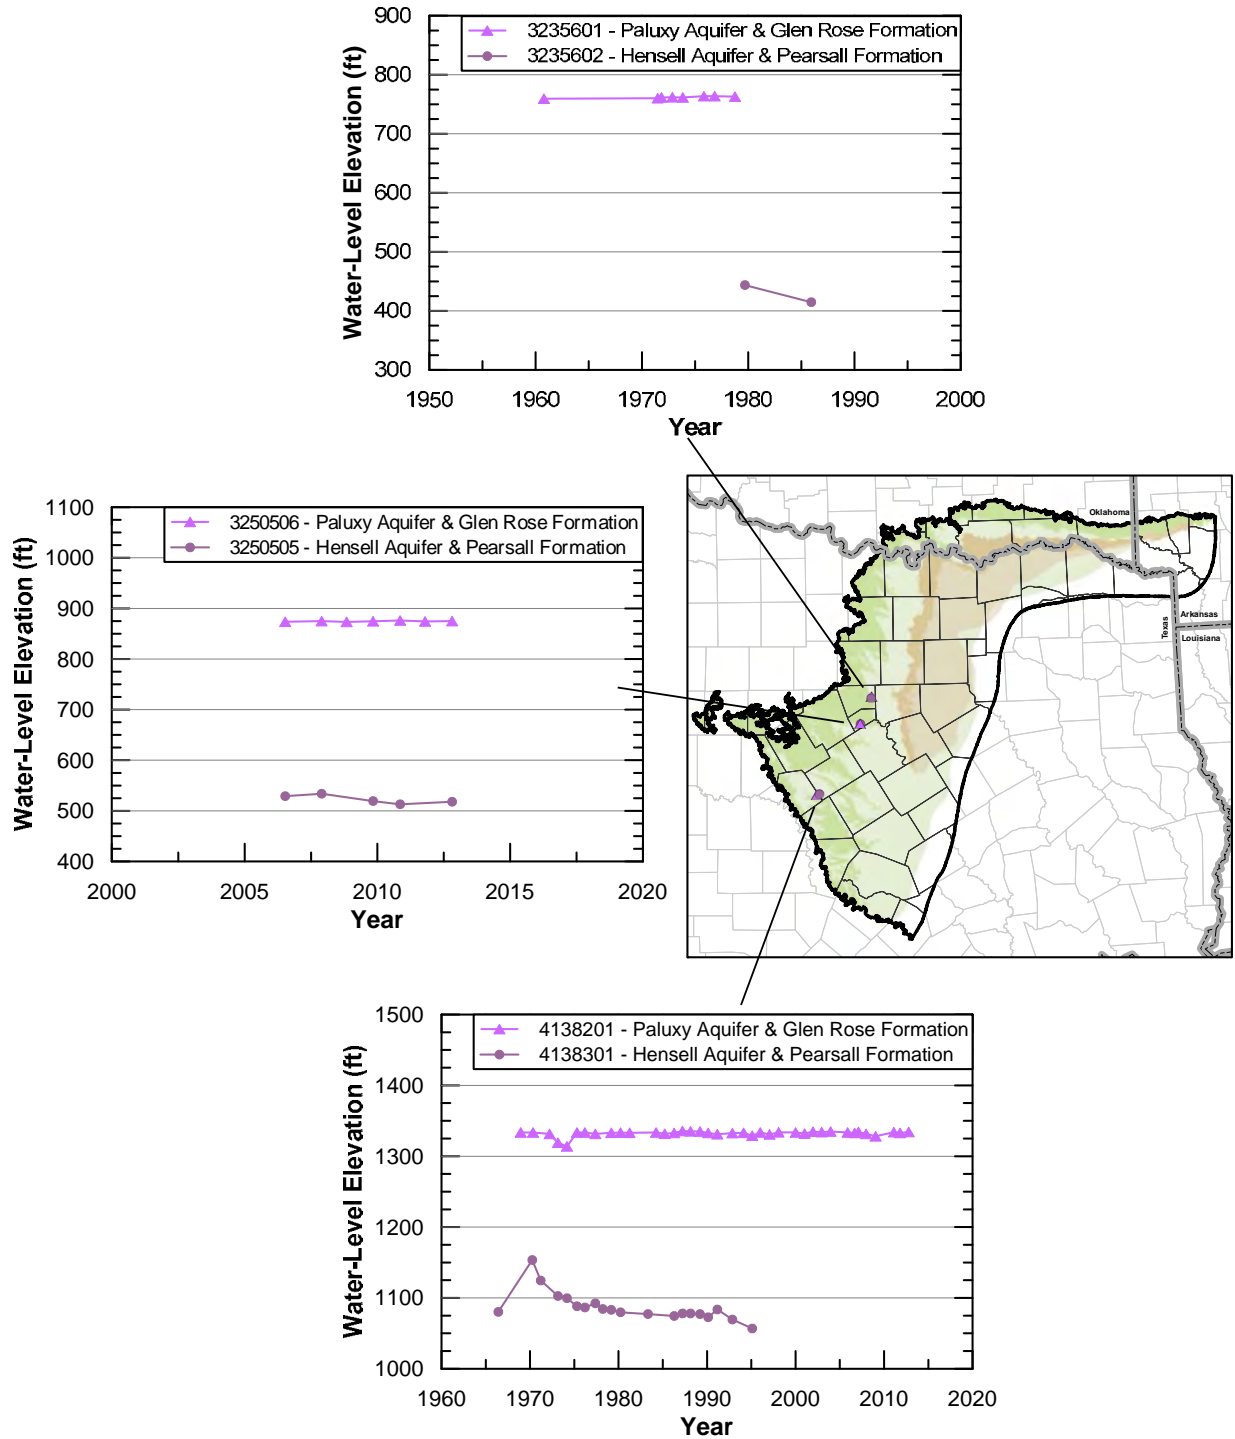 900
800
700
600
500
400
300
Water-Level Elevation (ft)
3235601 - Paluxy Aquifer & Glen Rose Formation
3235602 - Hensell Aquifer & Pearsall Formation
1950 1960 1970 1980 1990 2000
Year
1100
1000
900
800
700
600
500
400
Water-Level Elevation (ft)
3250506 - Paluxy Aquifer & Glen Rose Formation
3250505 - Hensell Aquifer & Pearsall Formation
2000 2005 2010 2015 2020
Year
Oklahoma
Texas
Arkansas
Louisiana
1500
1400
1300
1200
1100
1000
Water-Level Elevation (ft)
4138201 - Paluxy Aquifer & Glen Rose Formation
4138301 - Hensell Aquifer & Pearsall Formation
1960 1970 1980 1990 2000 2010 2020
Year